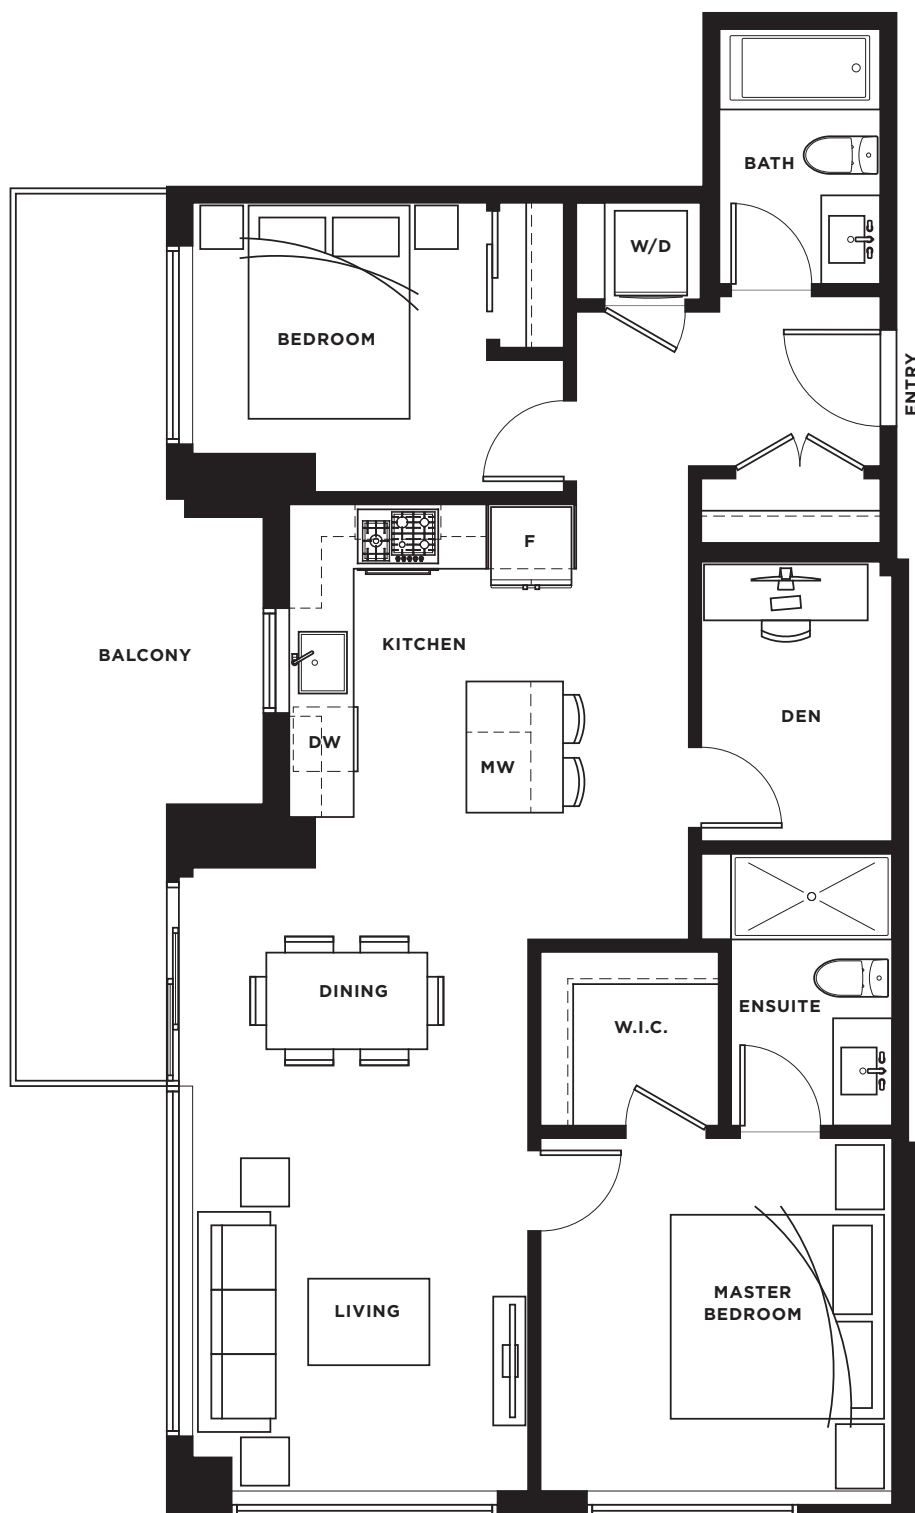 BATH
W/D
BEDROOM
ENTRY
F
KITCHEN
BALCONY
DEN
DW
MW
DINING
ENSUITE
W.I.C.
MASTER
BEDROOM
LIVING